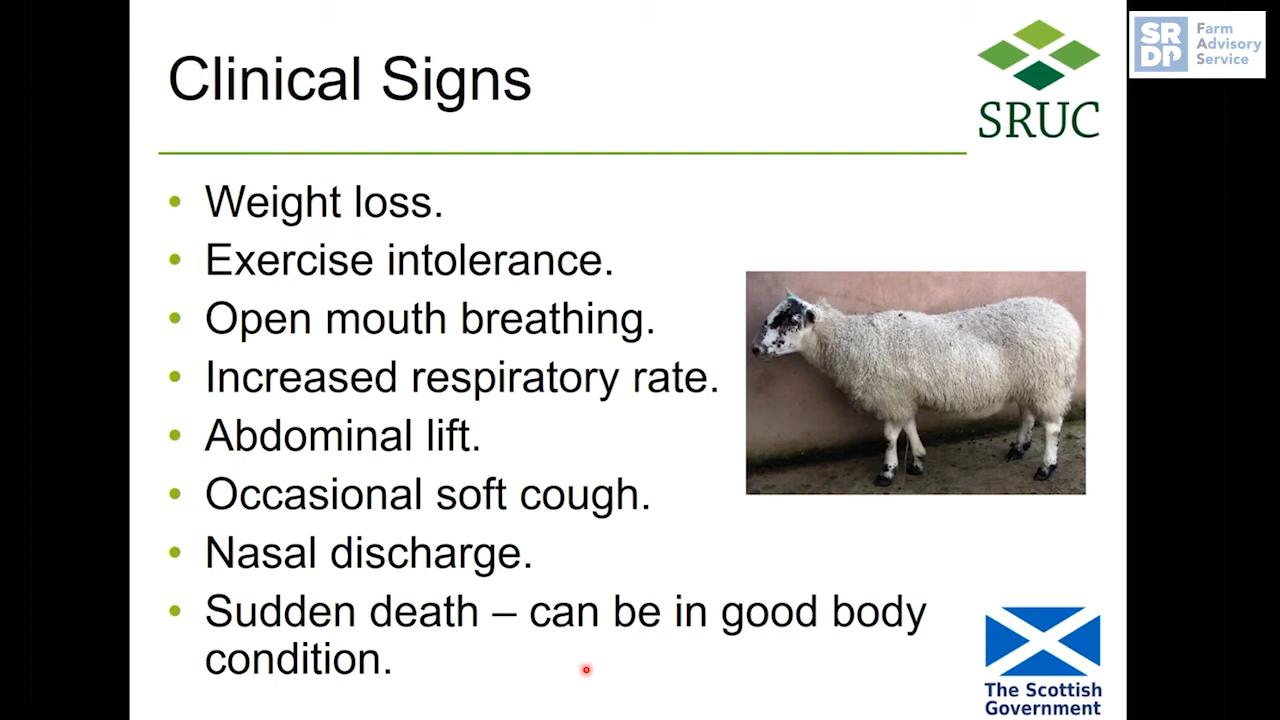 Clinical Signs
SRUC
SR
DP
Farm
Advisory
Service
• Weight loss.
• Exercise intolerance.
• Open mouth breathing.
• Increased respiratory rate.
• Abdominal lift.
• Occasional soft cough.
• Nasal discharge.
• Sudden death – can be in good body
condition.
The Scottish
Government